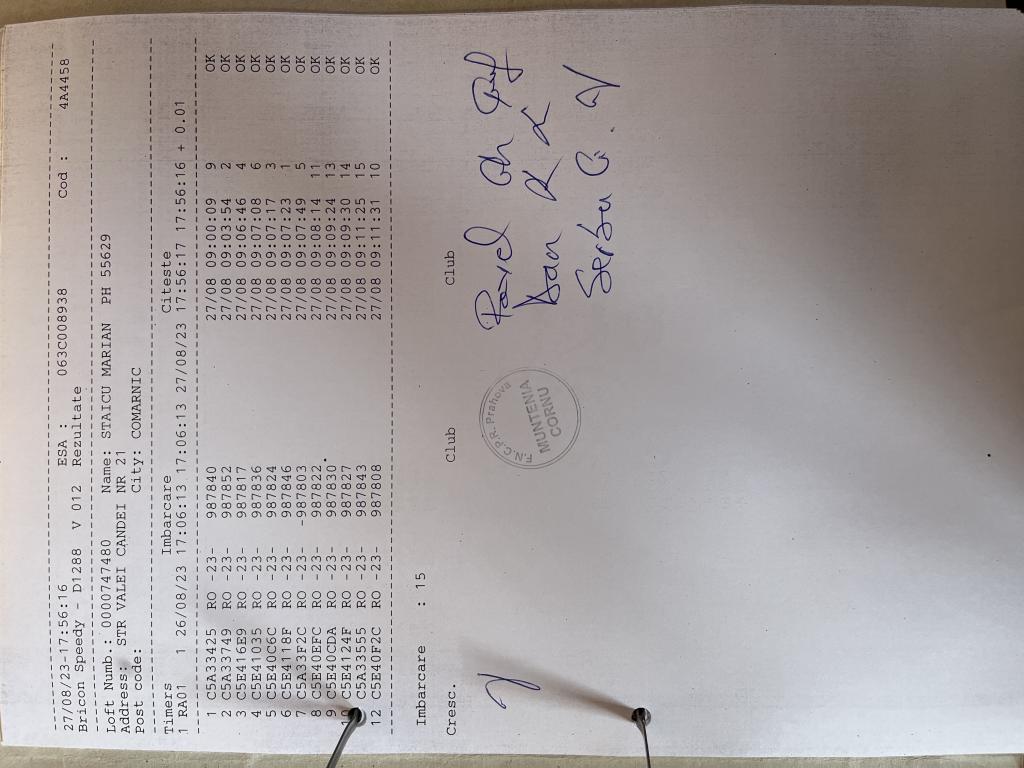 27/08/23-17:56:16 ESA : 063C008938 Cod : 4A4458
Bricon Speedy - D1288 V 012 Rezultate
--------------------------------------------------------------------------------
Loft Numb.: 0000747480 Name: STAICU MARIAN PH 55629
Address: STR VALEI CANDEI NR 21
Post code: City: COMARNIC
--------------------------------------------------------------------------------
Timers Imbarcare Citeste
1 RA01 1 26/08/23 17:06:13 17:06:13 27/08/23 17:56:17 17:56:16 + 0.01
--------------------------------------------------------------------------------
1 C5A33425 RO -23- 987840 27/08 09:00:09 9 OK
2 C5A33749 RO -23- 987852 27/08 09:03:54 2 OK
3 C5E416E9 RO -23- 987817 27/08 09:06:46 4 OK
4 C5E41035 RO -23- 987836 27/08 09:07:08 6 OK
5 C5E40C6C RO -23- 987824 27/08 09:07:17 3 OK
6 C5E4118F RO -23- 987846 27/08 09:07:23 1 OK
7 C5A33F2C RO -23- -987803 27/08 09:07:49 5 OK
8 C5E40EFC RO -23- 987822 27/08 09:08:14 11 OK
9 C5E40CDA RO -23- 987830 27/08 09:09:24 13 OK
10 C5E4124F RO -23- 987827 27/08 09:09:30 14 OK
11 C5A33555 RO -23- 987843 27/08 09:11:25 15 OK
12 C5E40F2C RO -23- 987808 27/08 09:11:31 10 OK
--------------------------------------------------------------------------------
Imbarcare : 15
Cresc. Club Club
F.N.C.P.R. Prahova
MUNTENIA
CORNU
Pavel Gh
Dan
Serbu C.